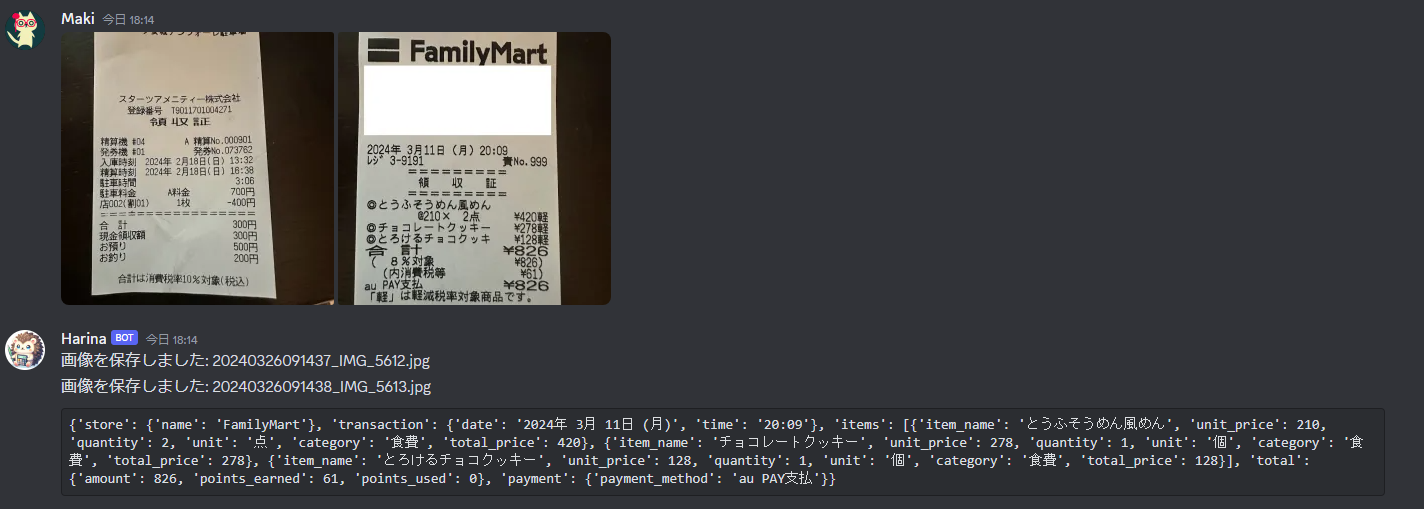 Maki 今日 18:14
スターツアメニティー株式会社
登録番号 T9011701004271
領 収 証
精算機 #04 A 精算No.000901
発券機 #01 発券No.073762
入庫時刻 2024年 2月18日(日) 13:32
精算時刻 2024年 2月18日(日) 16:38
駐車時間 3:06
駐車料金 A料金 700円
店002(割01) 1枚 -400円
合 計 300円
現金領収額 300円
お預り 500円
お釣り 200円
合計は消費税率10%対象(税込)
FamilyMart
2024年 3月11日 (月) 20:09
レジ 3-9191 責No.999
領 収 証
◎とうふそうめん風めん
@210× 2点 ¥420軽
◎チョコレートクッキー ¥278軽
◎とろけるチョコクッキ ¥128軽
合 計 ¥826
( 8%対象 ¥826)
(内消費税等 ¥61)
au PAY支払 ¥826
「軽」は軽減税率対象商品です。
Harina BOT 今日 18:14
画像を保存しました: 20240326091437_IMG_5612.jpg
画像を保存しました: 20240326091438_IMG_5613.jpg
{'store': {'name': 'FamilyMart'}, 'transaction': {'date': '2024年 3月 11日 (月)', 'time': '20:09'}, 'items': [{'item_name': 'とうふそうめん風めん', 'unit_price': 210,
'quantity': 2, 'unit': '点', 'category': '食費', 'total_price': 420}, {'item_name': 'チョコレートクッキー', 'unit_price': 278, 'quantity': 1, 'unit': '個', 'category': '食
費', 'total_price': 278}, {'item_name': 'とろけるチョコクッキー', 'unit_price': 128, 'quantity': 1, 'unit': '個', 'category': '食費', 'total_price': 128}], 'total':
{'amount': 826, 'points_earned': 61, 'points_used': 0}, 'payment': {'payment_method': 'au PAY支払'}}